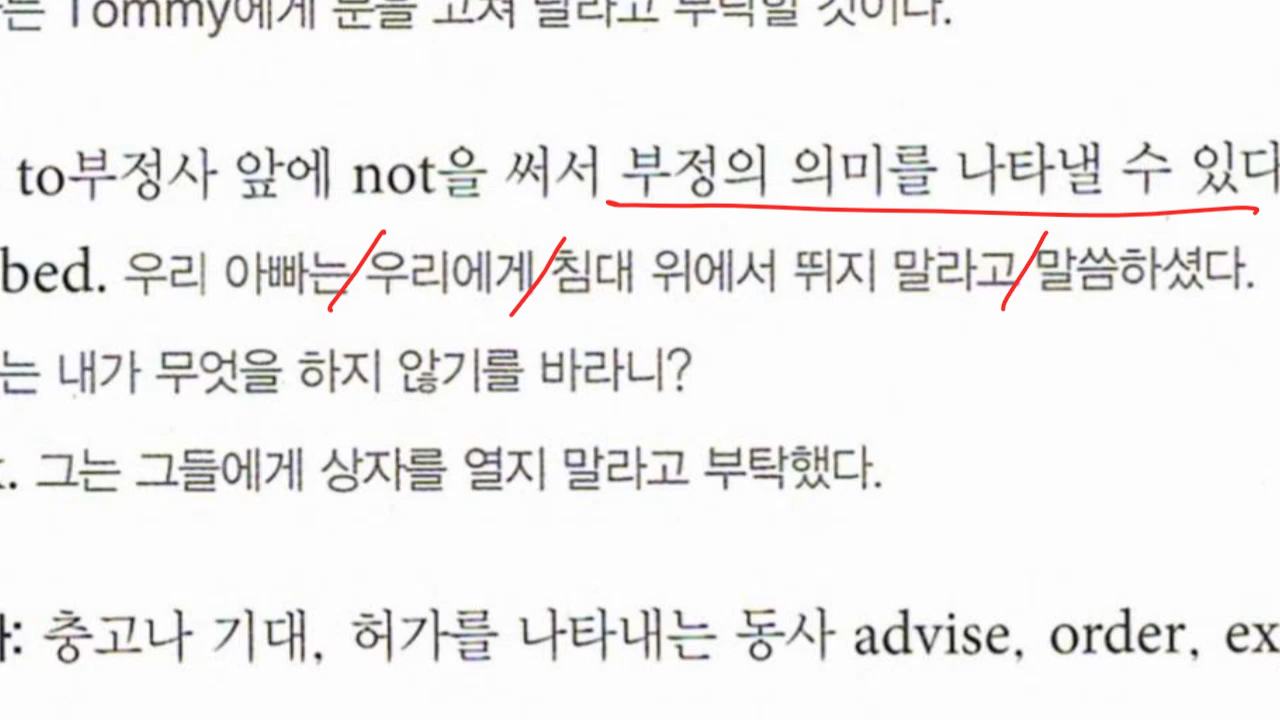 Tommy에게 문을 고쳐 달라고 부탁할 것이다.
to부정사 앞에 not을 써서 부정의 의미를 나타낼 수 있다
bed. 우리 아빠는 우리에게 침대 위에서 뛰지 말라고 말씀하셨다.
는 내가 무엇을 하지 않기를 바라니?
그는 그들에게 상자를 열지 말라고 부탁했다.
충고나 기대, 허가를 나타내는 동사 advise, order, ex